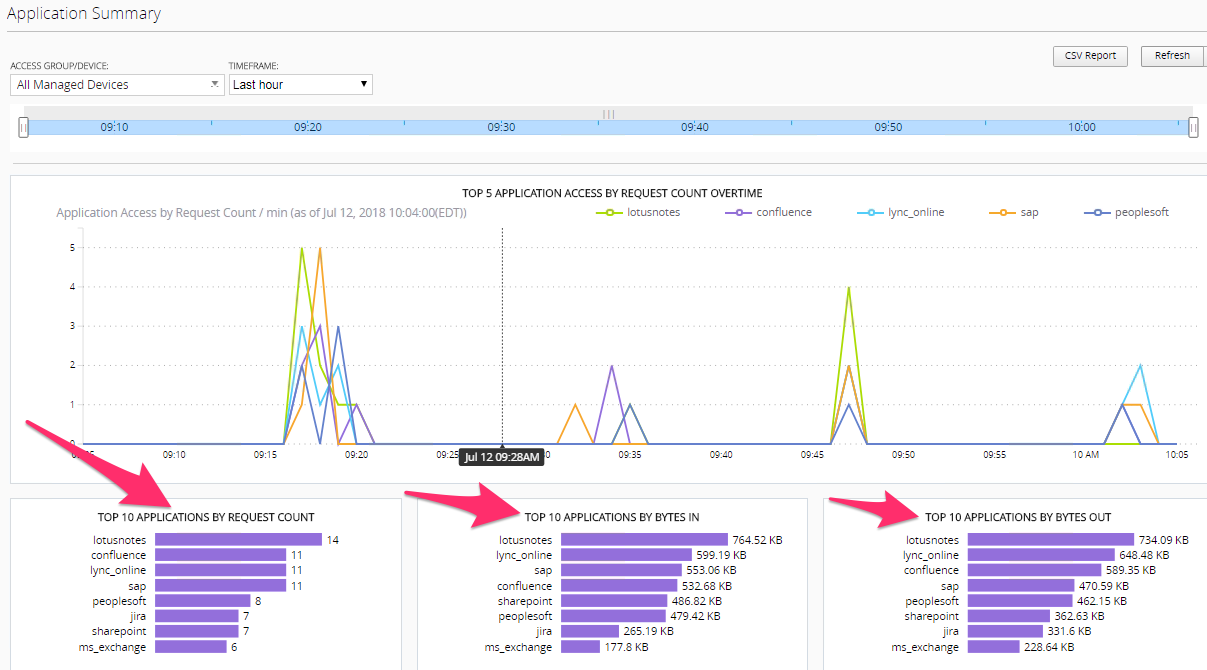 Application Summary
CSV Report Refresh
ACCESS GROUP/DEVICE: TIMEFRAME:
All Managed Devices Last hour
09:10 09:20 09:30 09:40 09:50 10:00
TOP 5 APPLICATION ACCESS BY REQUEST COUNT OVERTIME
Application Access by Request Count / min (as of Jul 12, 2018 10:04:00(EDT)) lotusnotes confluence lync_online sap peoplesoft
5
4
3
2
1
0
09:10 09:15 09:20 09:25 09:35 09:40 09:45 09:50 09:55 10 AM 10:05
Jul 12 09:28AM
TOP 10 APPLICATIONS BY REQUEST COUNT
lotusnotes 14
confluence 11
lync_online 11
sap 11
peoplesoft 8
jira 7
sharepoint 7
ms_exchange 6
TOP 10 APPLICATIONS BY BYTES IN
lotusnotes 764.52 KB
lync_online 599.19 KB
sap 553.06 KB
confluence 532.68 KB
sharepoint 486.82 KB
peoplesoft 479.42 KB
jira 265.19 KB
ms_exchange 177.8 KB
TOP 10 APPLICATIONS BY BYTES OUT
lotusnotes 734.09 KB
lync_online 648.48 KB
confluence 589.35 KB
sap 470.59 KB
peoplesoft 462.15 KB
sharepoint 362.63 KB
jira 331.6 KB
ms_exchange 228.64 KB